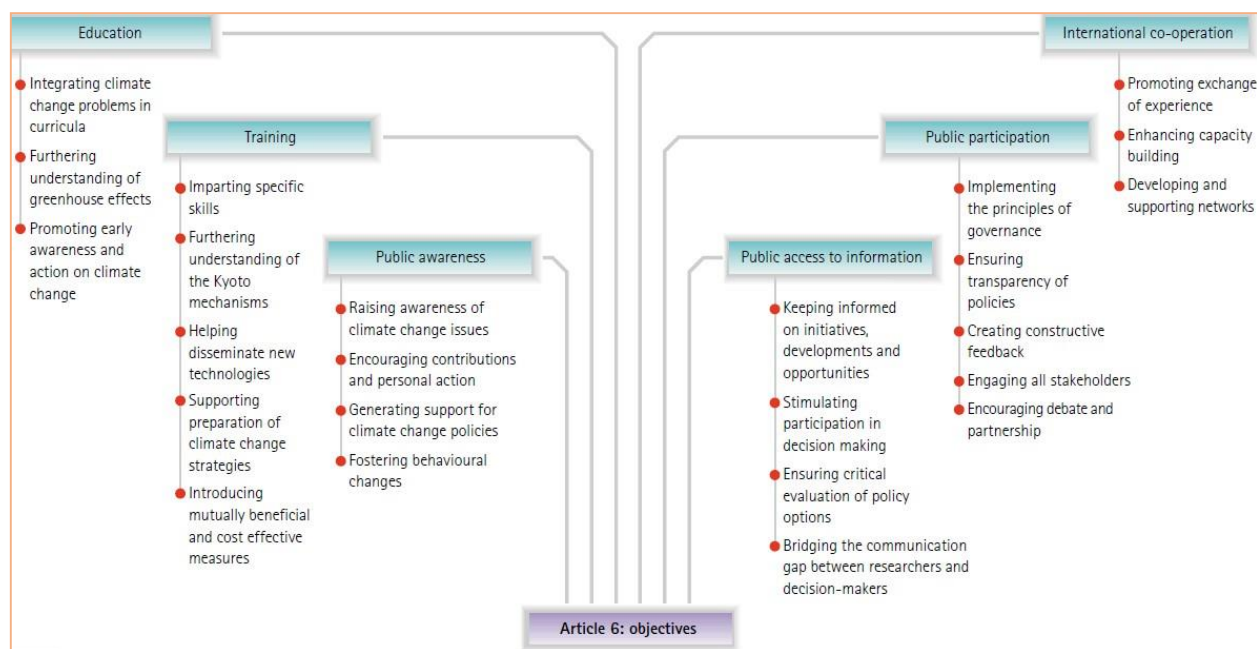 Education
Integrating climate
change problems in
curricula
Furthering
understanding of
greenhouse effects
Promoting early
awareness and
action on climate
change
Training
Imparting specific
skills
Furthering
understanding of
the Kyoto
mechanisms
Helping
disseminate new
technologies
Supporting
preparation of
climate change
strategies
Introducing
mutually beneficial
and cost effective
measures
Public awareness
Raising awareness of
climate change issues
Encouraging contributions
and personal action
Generating support for
climate change policies
Fostering behavioural
changes
Public access to information
Keeping informed
on initiatives,
developments and
opportunities
Stimulating
participation in
decision making
Ensuring critical
evaluation of policy
options
Bridging the communication
gap between researchers and
decision-makers
Public participation
Implementing
the principles of
governance
Ensuring
transparency of
policies
Creating constructive
feedback
Engaging all stakeholders
Encouraging debate and
partnership
International co-operation
Promoting exchange
of experience
Enhancing capacity
building
Developing and
supporting networks
Article 6: objectives